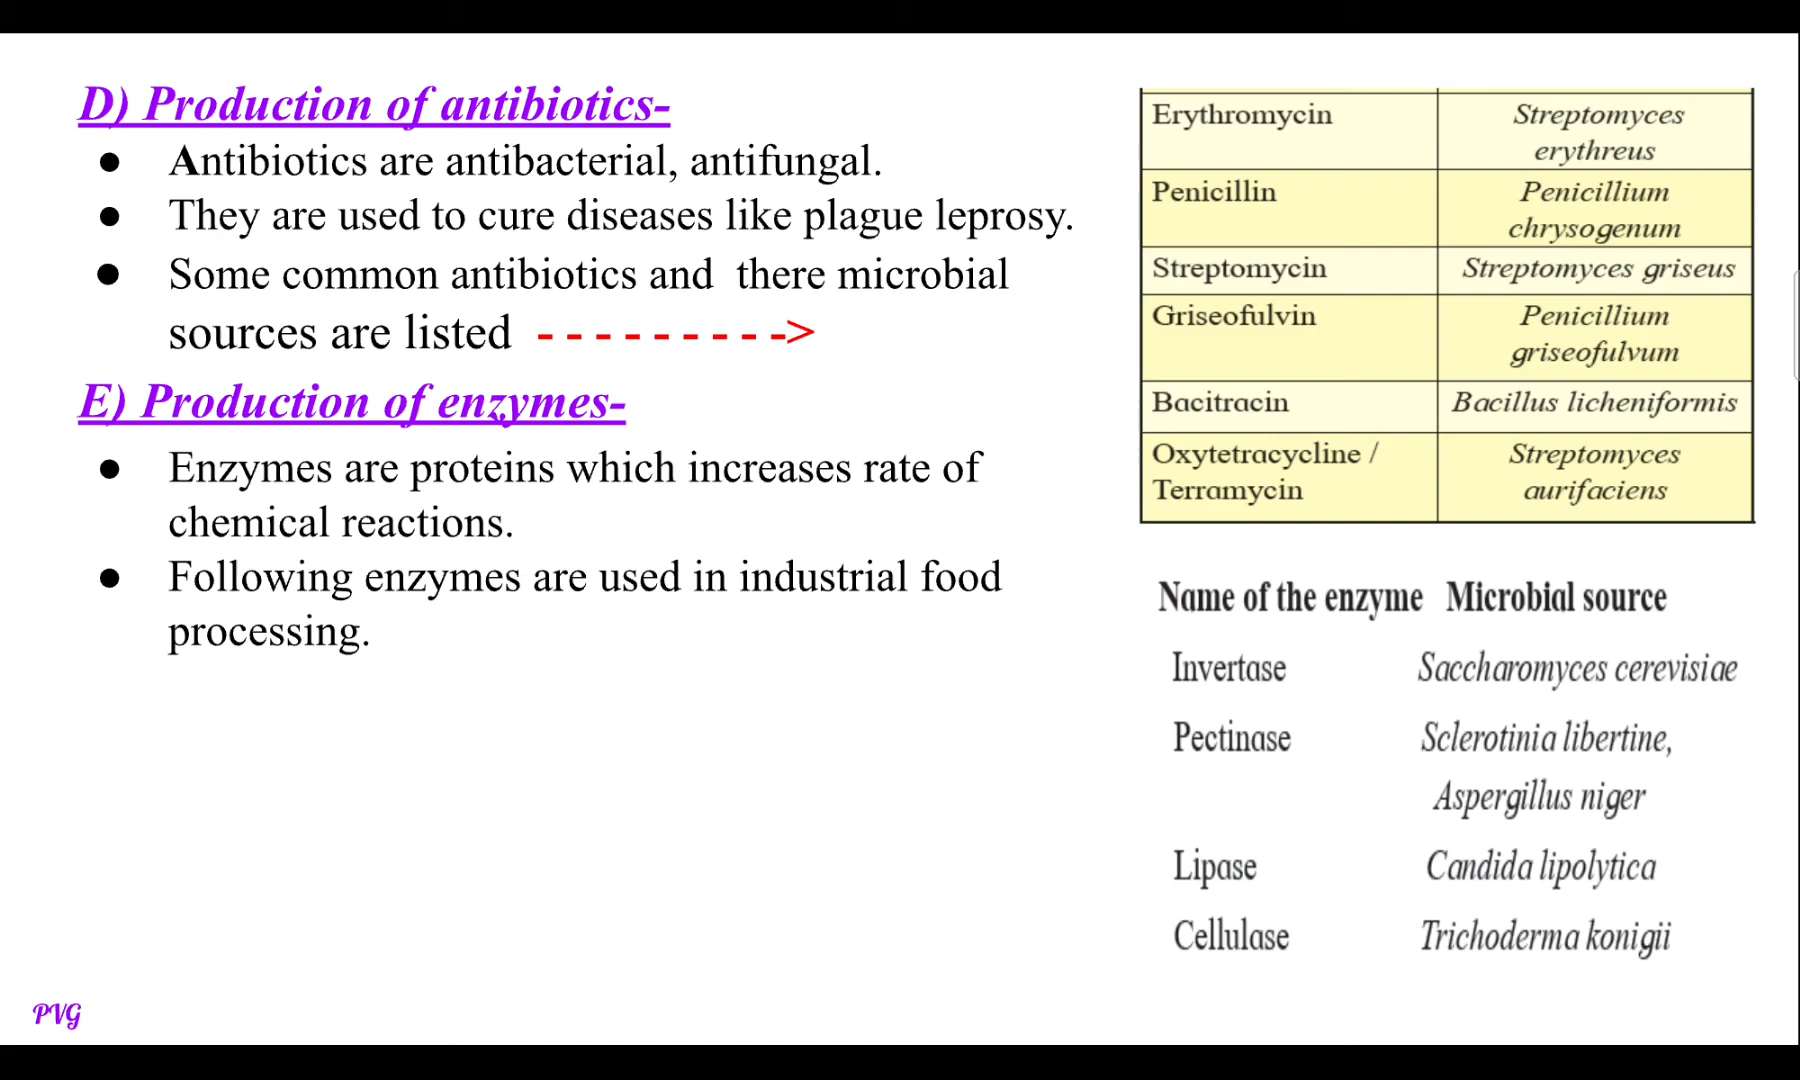 D) Production of antibiotics-
● Antibiotics are antibacterial, antifungal.
● They are used to cure diseases like plague leprosy.
● Some common antibiotics and there microbial
sources are listed - - - - - - - - ->
E) Production of enzymes-
● Enzymes are proteins which increases rate of
chemical reactions.
● Following enzymes are used in industrial food
processing.
Erythromycin Streptomyces
erythreus
Penicillin Penicillium
chrysogenum
Streptomycin Streptomyces griseus
Griseofulvin Penicillium
griseofulvum
Bacitracin Bacillus licheniformis
Oxytetracycline / Streptomyces
Terramycin aurifaciens
Name of the enzyme Microbial source
Invertase Saccharomyces cerevisiae
Pectinase Sclerotinia libertine,
Aspergillus niger
Lipase Candida lipolytica
Cellulase Trichoderma konigii
PVG